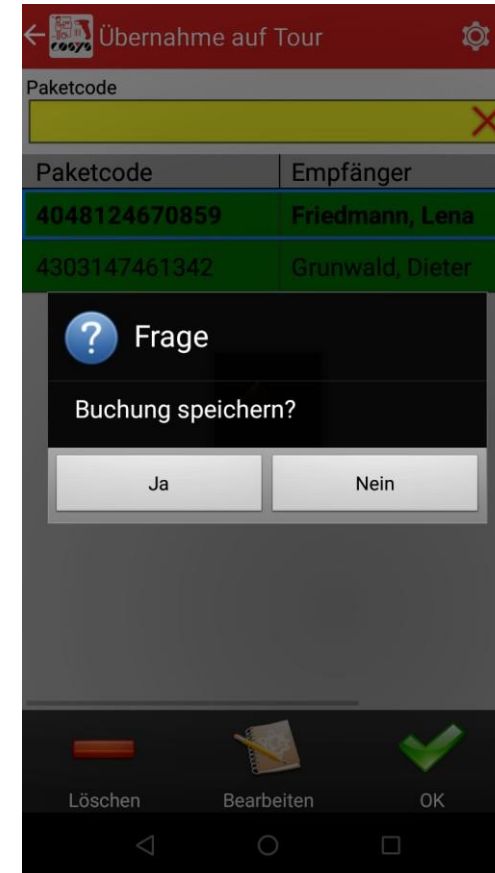 COSYS
Übernahme auf Tour
Paketcode
Paketcode Empfänger
4048124670859 Friedmann, Lena
4303147461342 Grunwald, Dieter
Frage
Buchung speichern?
Ja Nein
Löschen Bearbeiten OK